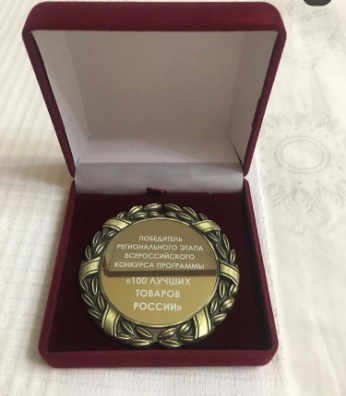 ПОБЕДИТЕЛЬ
РЕГИОНАЛЬНОГО ЭТАПА
ВСЕРОССИЙСКОГО
КОНКУРСА ПРОГРАММЫ
«100 ЛУЧШИХ
ТОВАРОВ
РОССИИ»